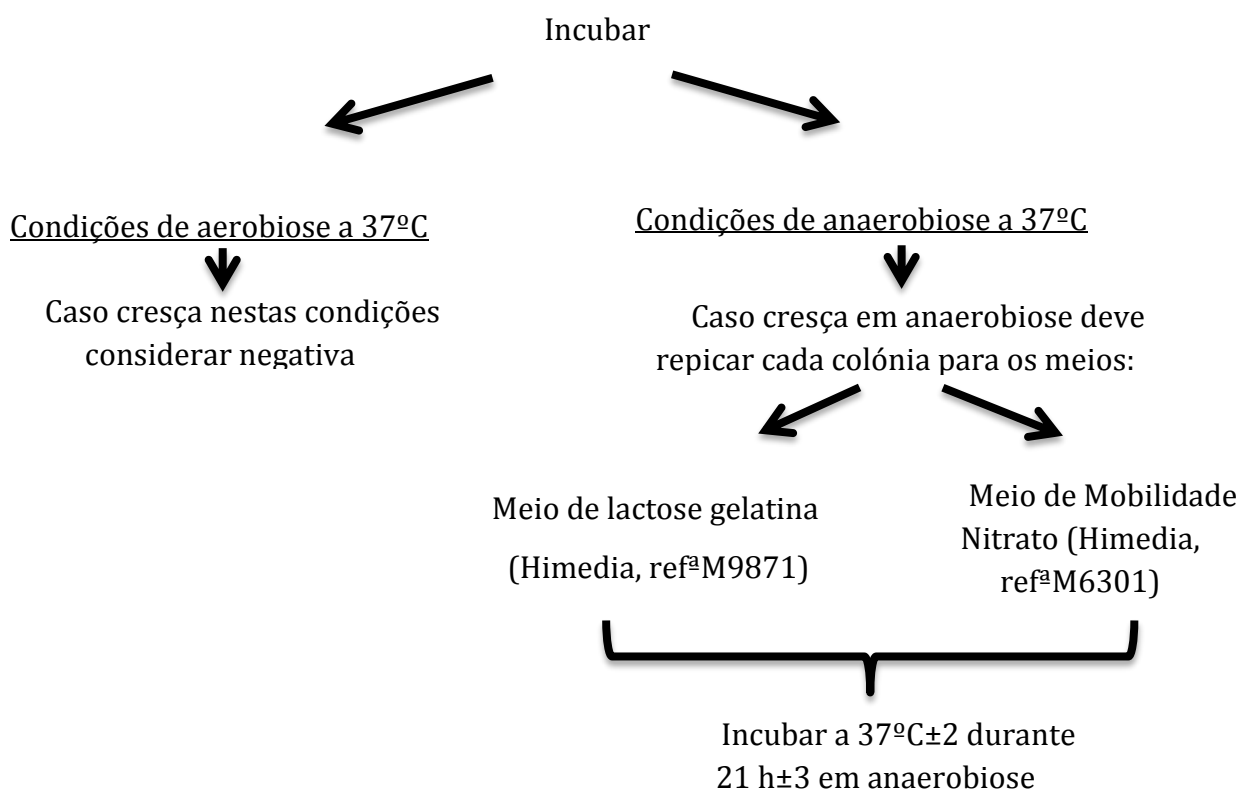 Incubar
Condições de aerobiose a 37ºC
Caso cresça nestas condições
considerar negativa
Condições de anaerobiose a 37ºC
Caso cresça em anaerobiose deve
repicar cada colónia para os meios:
Meio de lactose gelatina
(Himedia, refªM9871)
Meio de Mobilidade
Nitrato (Himedia,
refªM6301)
Incubar a 37ºC±2 durante
21 h±3 em anaerobiose